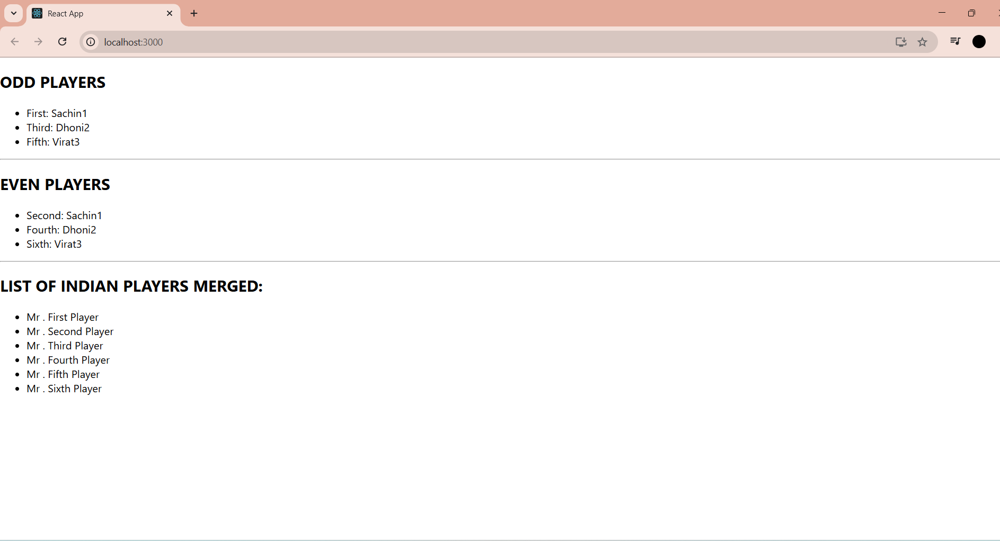 React App
localhost:3000
ODD PLAYERS
First: Sachin1
Third: Dhoni2
Fifth: Virat3
EVEN PLAYERS
Second: Sachin1
Fourth: Dhoni2
Sixth: Virat3
LIST OF INDIAN PLAYERS MERGED:
Mr . First Player
Mr . Second Player
Mr . Third Player
Mr . Fourth Player
Mr . Fifth Player
Mr . Sixth Player